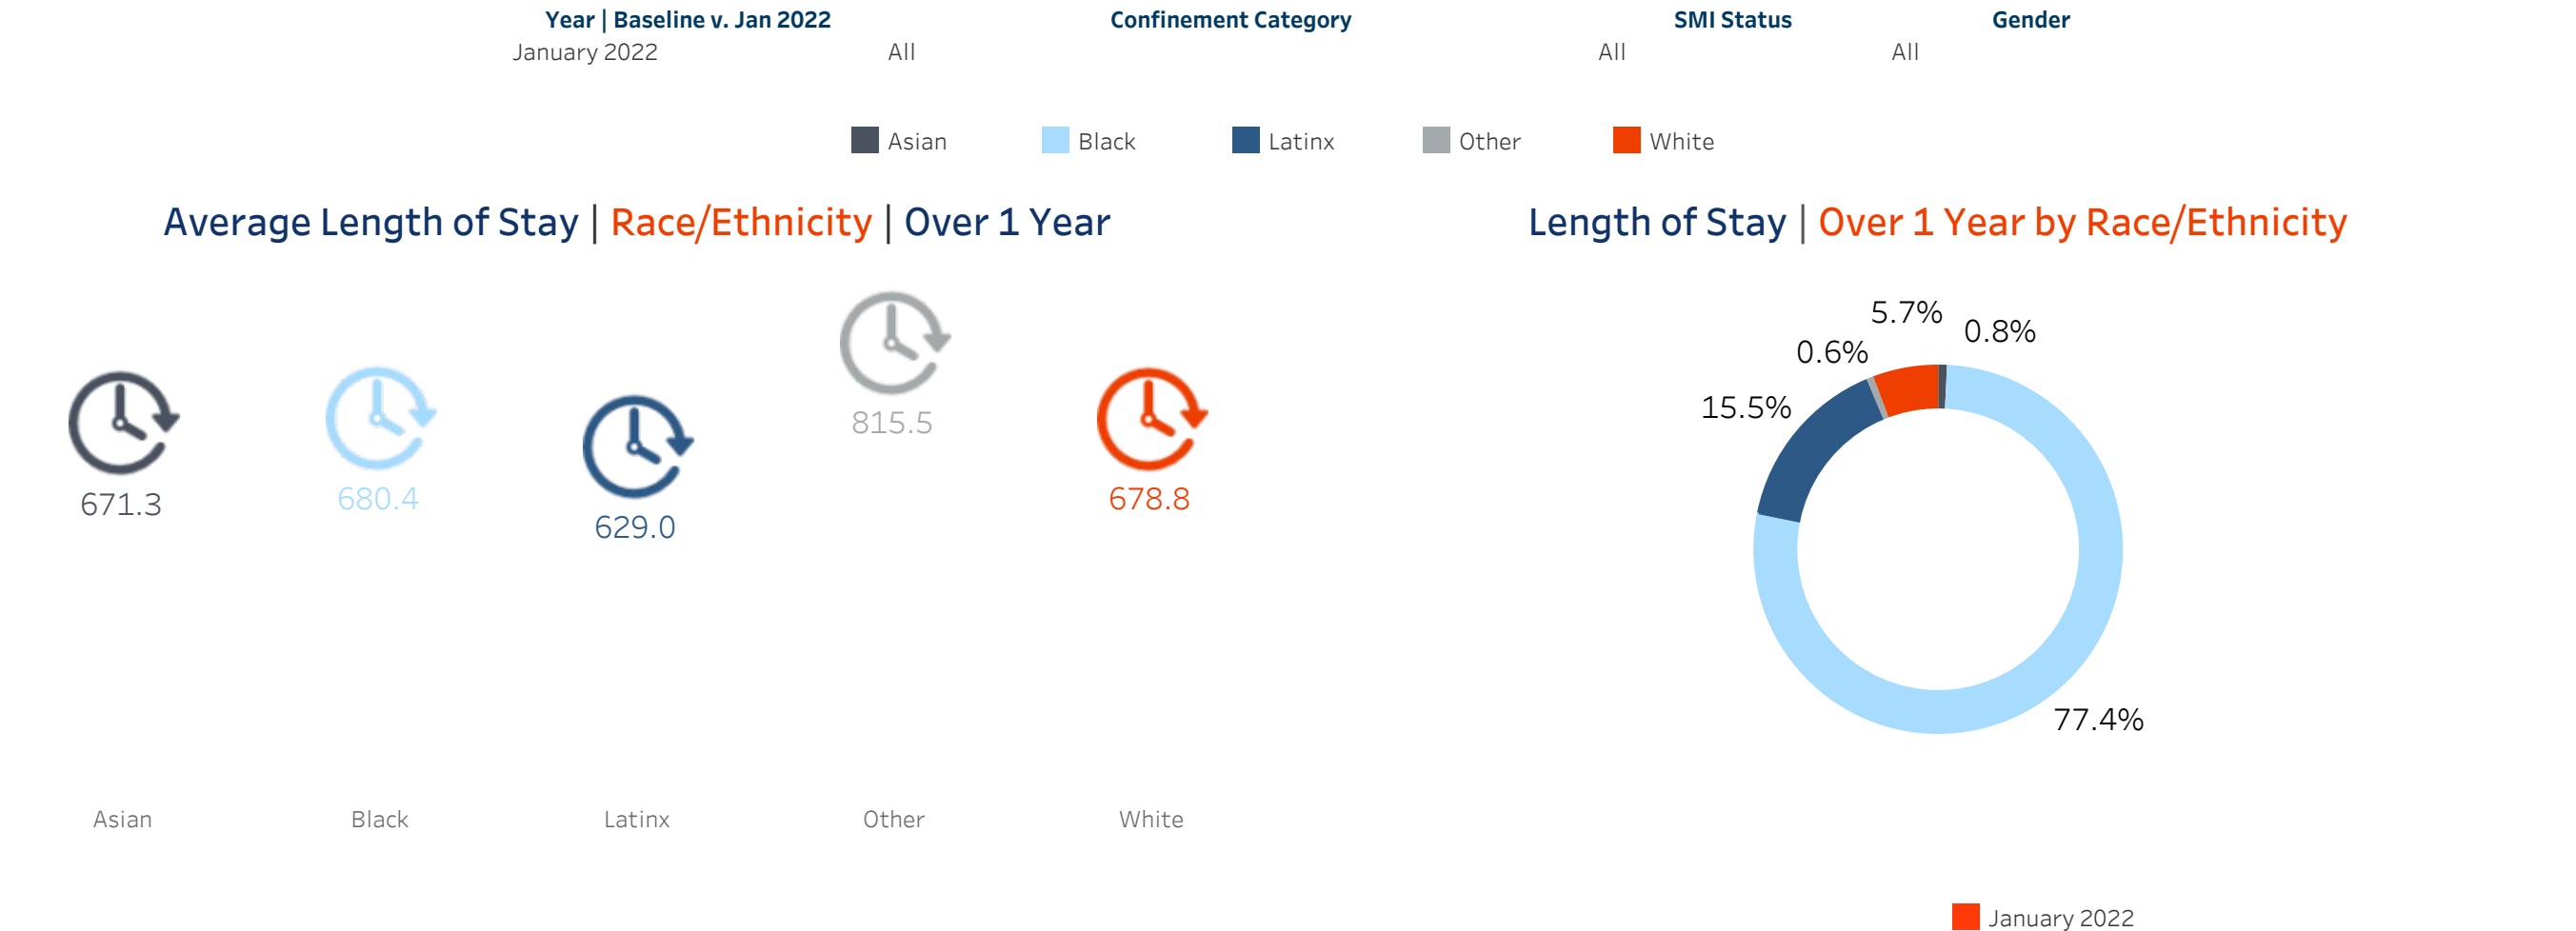 Year | Baseline v. Jan 2022
Confinement Category
SMI Status
Gender
January 2022
All
All
All
Asian
Black
Latinx
Other
White
Average Length of Stay | Race/Ethnicity | Over 1 Year
Length of Stay | Over 1 Year by Race/Ethnicity
671.3
680.4
629.0
815.5
678.8
Asian
Black
Latinx
Other
White
5.7%
0.8%
0.6%
15.5%
77.4%
January 2022